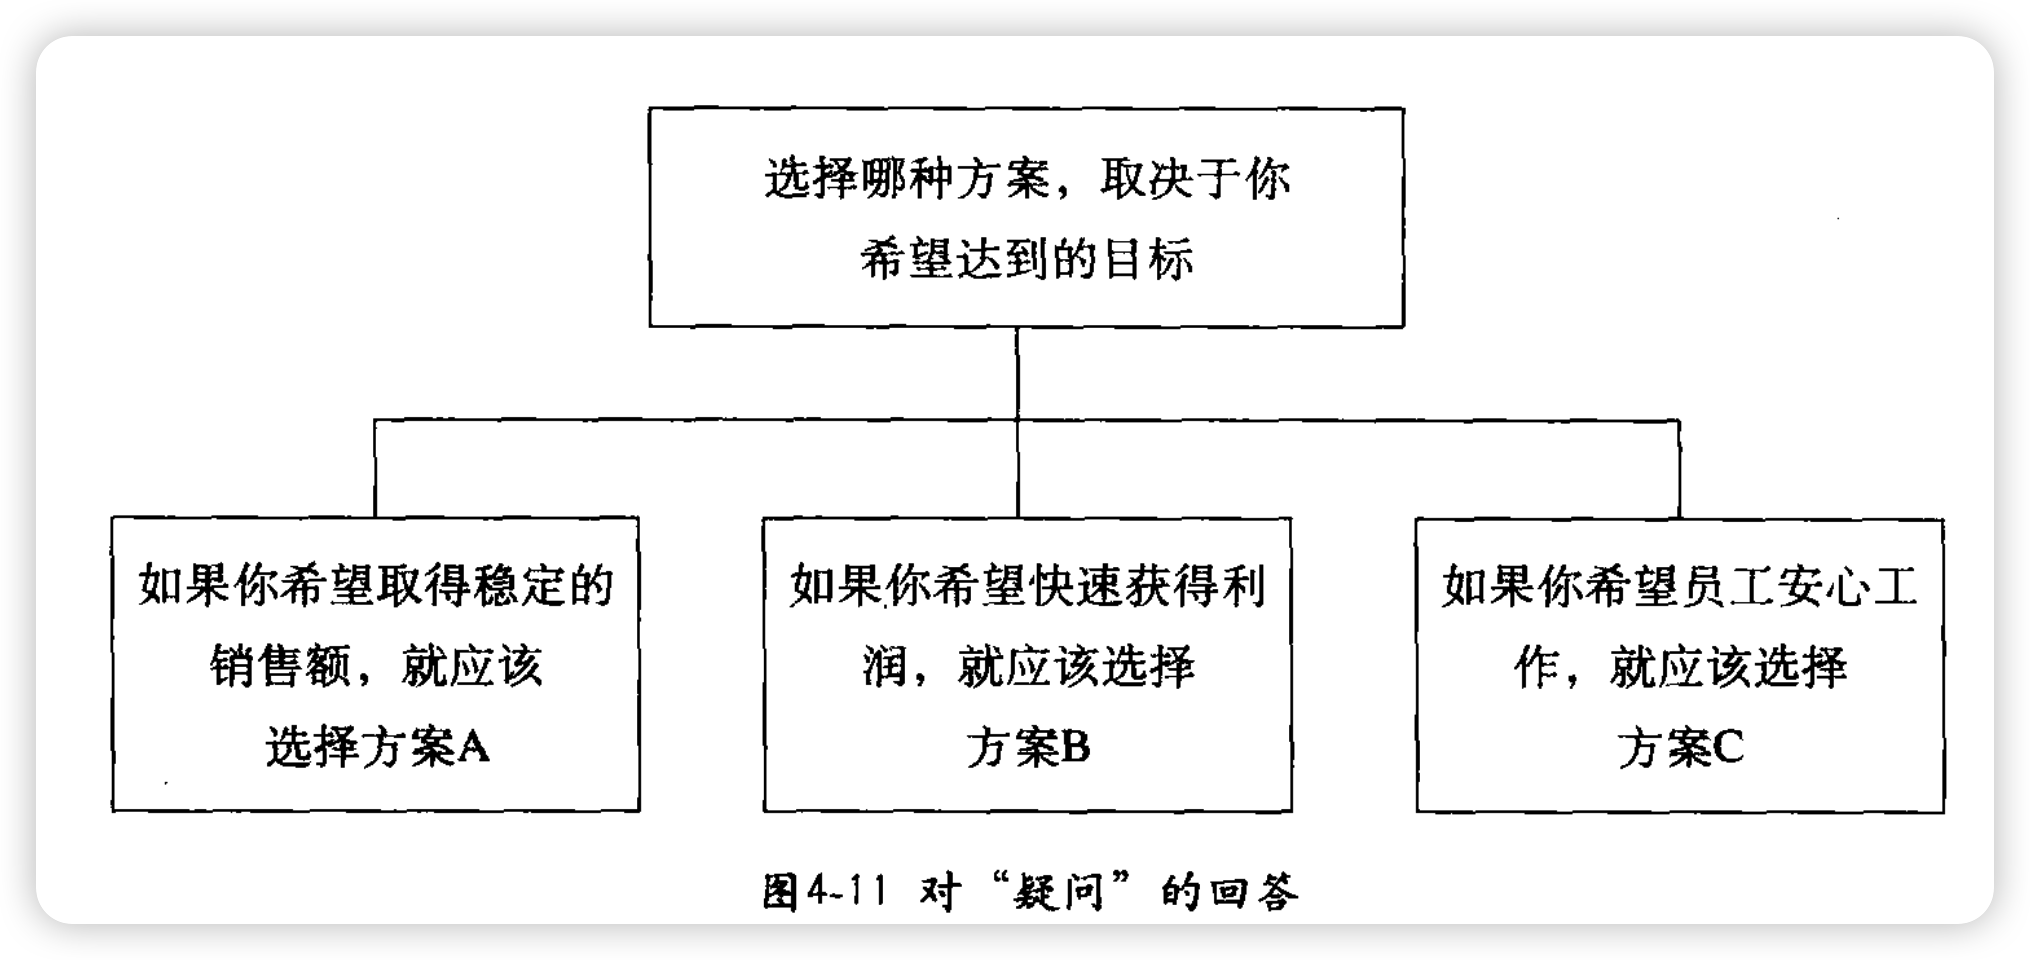 选择哪种方案，取决于你
希望达到的目标
如果你希望取得稳定的
销售额，就应该
选择方案A
如果你希望快速获得利
润，就应该选择
方案B
如果你希望员工安心工
作，就应该选择
方案C
图4-11 对“疑问”的回答